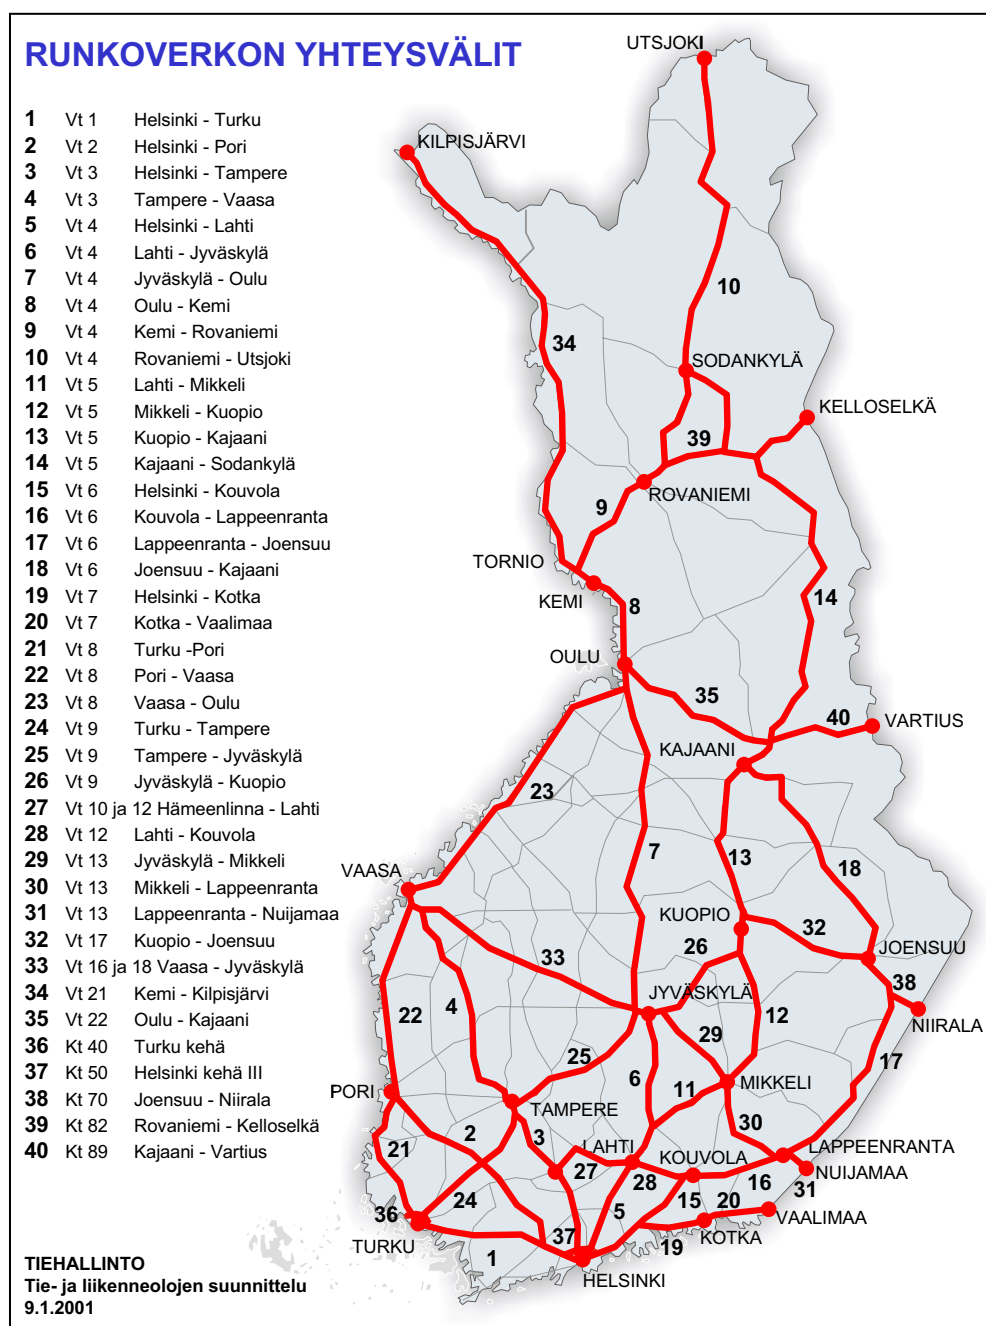 RUNKOVERKON YHTEYSVÄLIT
1 Vt 1 Helsinki - Turku
2 Vt 2 Helsinki - Pori
3 Vt 3 Helsinki - Tampere
4 Vt 3 Tampere - Vaasa
5 Vt 4 Helsinki - Lahti
6 Vt 4 Lahti - Jyväskylä
7 Vt 4 Jyväskylä - Oulu
8 Vt 4 Oulu - Kemi
9 Vt 4 Kemi - Rovaniemi
10 Vt 4 Rovaniemi - Utsjoki
11 Vt 5 Lahti - Mikkeli
12 Vt 5 Mikkeli - Kuopio
13 Vt 5 Kuopio - Kajaani
14 Vt 5 Kajaani - Sodankylä
15 Vt 6 Helsinki - Kouvola
16 Vt 6 Kouvola - Lappeenranta
17 Vt 6 Lappeenranta - Joensuu
18 Vt 6 Joensuu - Kajaani
19 Vt 7 Helsinki - Kotka
20 Vt 7 Kotka - Vaalimaa
21 Vt 8 Turku -Pori
22 Vt 8 Pori - Vaasa
23 Vt 8 Vaasa - Oulu
24 Vt 9 Turku - Tampere
25 Vt 9 Tampere - Jyväskylä
26 Vt 9 Jyväskylä - Kuopio
27 Vt 10 ja 12 Hämeenlinna - Lahti
28 Vt 12 Lahti - Kouvola
29 Vt 13 Jyväskylä - Mikkeli
30 Vt 13 Mikkeli - Lappeenranta
31 Vt 13 Lappeenranta - Nuijamaa
32 Vt 17 Kuopio - Joensuu
33 Vt 16 ja 18 Vaasa - Jyväskylä
34 Vt 21 Kemi - Kilpisjärvi
35 Vt 22 Oulu - Kajaani
36 Kt 40 Turku kehä
37 Kt 50 Helsinki kehä III
38 Kt 70 Joensuu - Niirala
39 Kt 82 Rovaniemi - Kelloselkä
40 Kt 89 Kajaani - Vartius
TIEHALLINTO
Tie- ja liikenneolojen suunnittelu
9.1.2001
UTSJOKI
KILPISJÄRVI
10
34
SODANKYLÄ
KELLOSELKÄ
39
ROVANIEMI
9
TORNIO
KEMI
8
14
OULU
35
40
VARTIUS
KAJAANI
23
7
13
18
VAASA
KUOPIO
32
26
JOENSUU
33
38
JYVÄSKYLÄ
4
22
12
NIIRALA
29
25
17
6
11
MIKKELI
PORI
TAMPERE
30
2
3
LAHTI
LAPPEENRANTA
21
KOUVOLA
NUIJAMAA
27
28
16
31
24
15
20
36
5
VAALIMAA
KOTKA
TURKU
37
19
1
HELSINKI